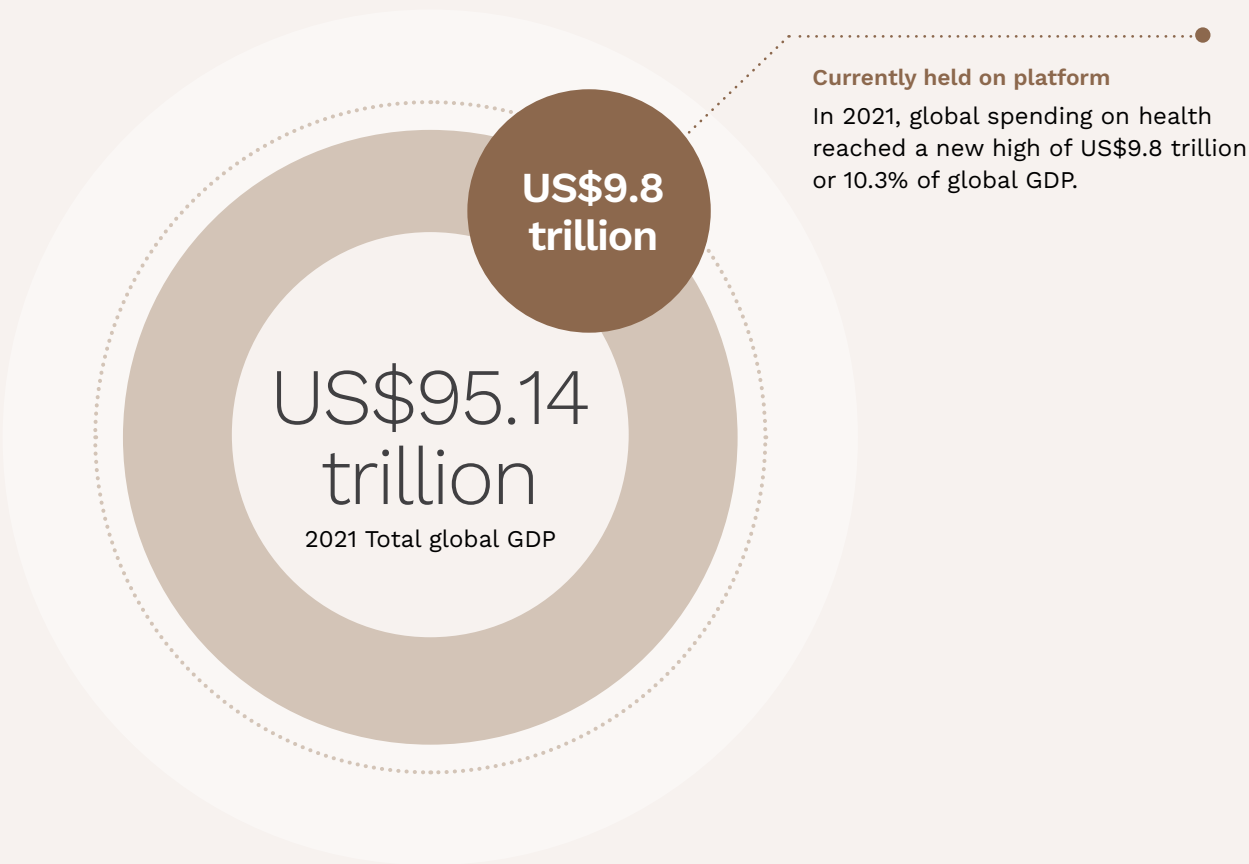 Currently held on platform
In 2021, global spending on health
reached a new high of US$9.8 trillion
or 10.3% of global GDP.
US$9.8
trillion
US$95.14
trillion
2021 Total global GDP